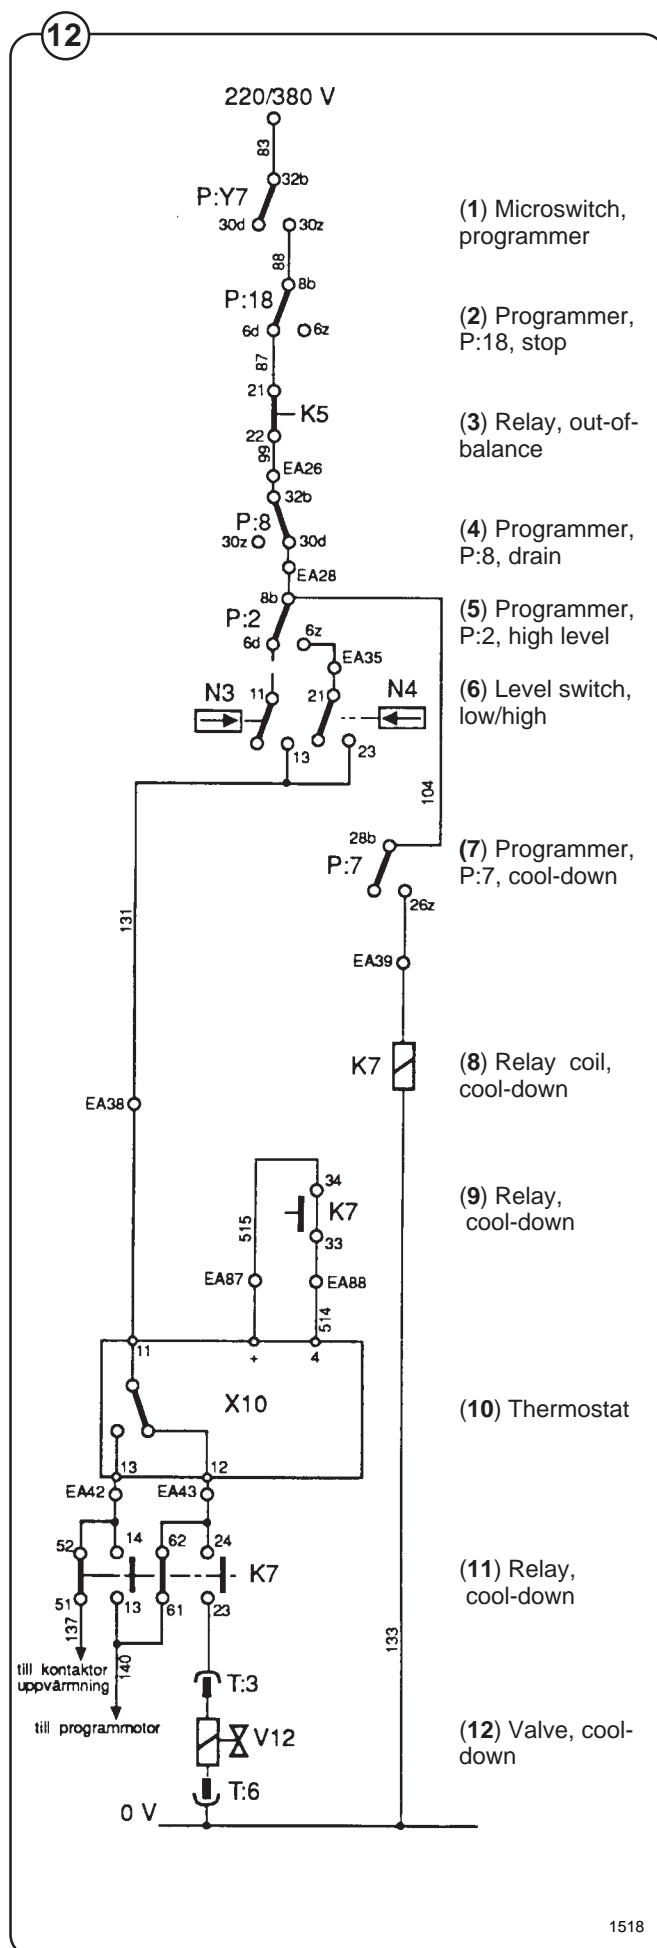 12
220/380 V
83
32b
P:Y7
30d
30z
(1) Microswitch,
programmer
88
8b
P:18
6d
6z
(2) Programmer,
P:18, stop
87
21
K5
22
(3) Relay, out-of-
balance
99
EA26
32b
P:8
30z
30d
(4) Programmer,
P:8, drain
EA28
8b
P:2
6d
6z
(5) Programmer,
P:2, high level
EA35
N3
11
21
N4
(6) Level switch,
low/high
13
23
104
28b
P:7
26z
(7) Programmer,
P:7, cool-down
131
EA39
K7
(8) Relay coil,
cool-down
EA38
34
K7
33
(9) Relay,
cool-down
515
EA87
EA88
514
11
+
4
X10
(10) Thermostat
13
12
EA42
EA43
52
14
62
24
K7
51
13
61
23
(11) Relay,
cool-down
137
140
133
till kontaktor
uppvärmning
till programmotor
T:3
V12
(12) Valve, cool-
down
T:6
0 V
1518